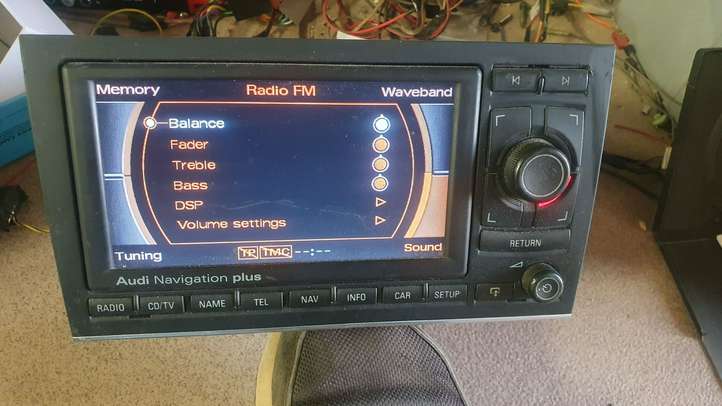 Memory Radio FM Waveband
Balance
Fader
Treble
Bass
DSP
Volume settings
Tuning TP TMC --:-- Sound
Audi Navigation plus
RADIO CD/TV NAME TEL NAV INFO CAR SETUP
RETURN